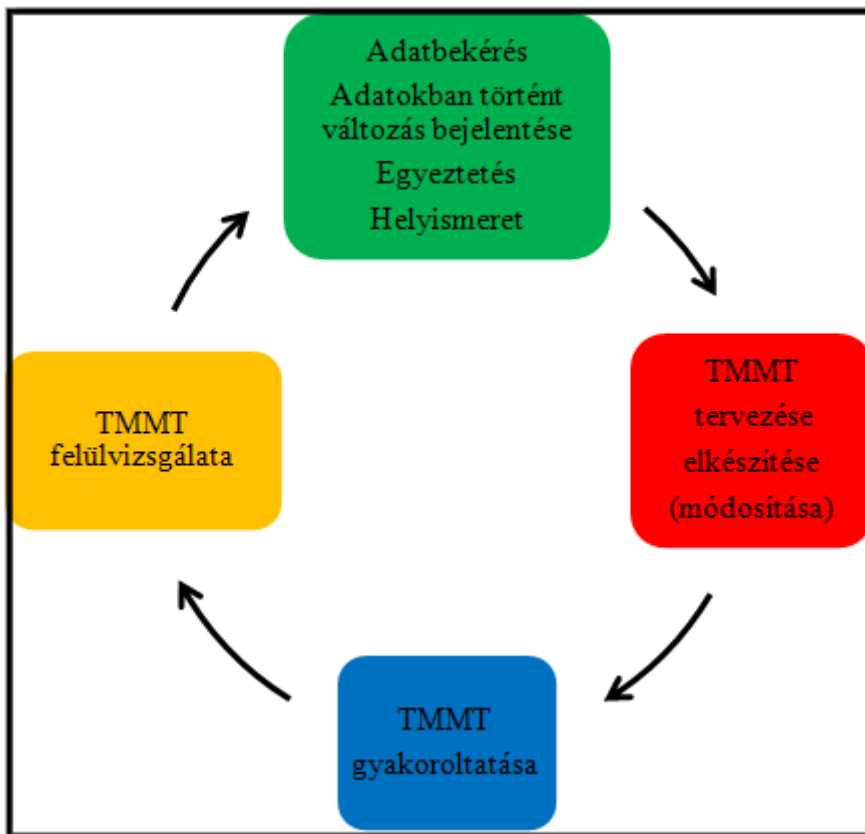 Adatbekérés
Adatokban történt
változás bejelentése
Egyeztetés
Helyismeret
TMMT
tervezése
elkészítése
(módosítása)
TMMT
gyakoroltatása
TMMT
felülvizsgálata